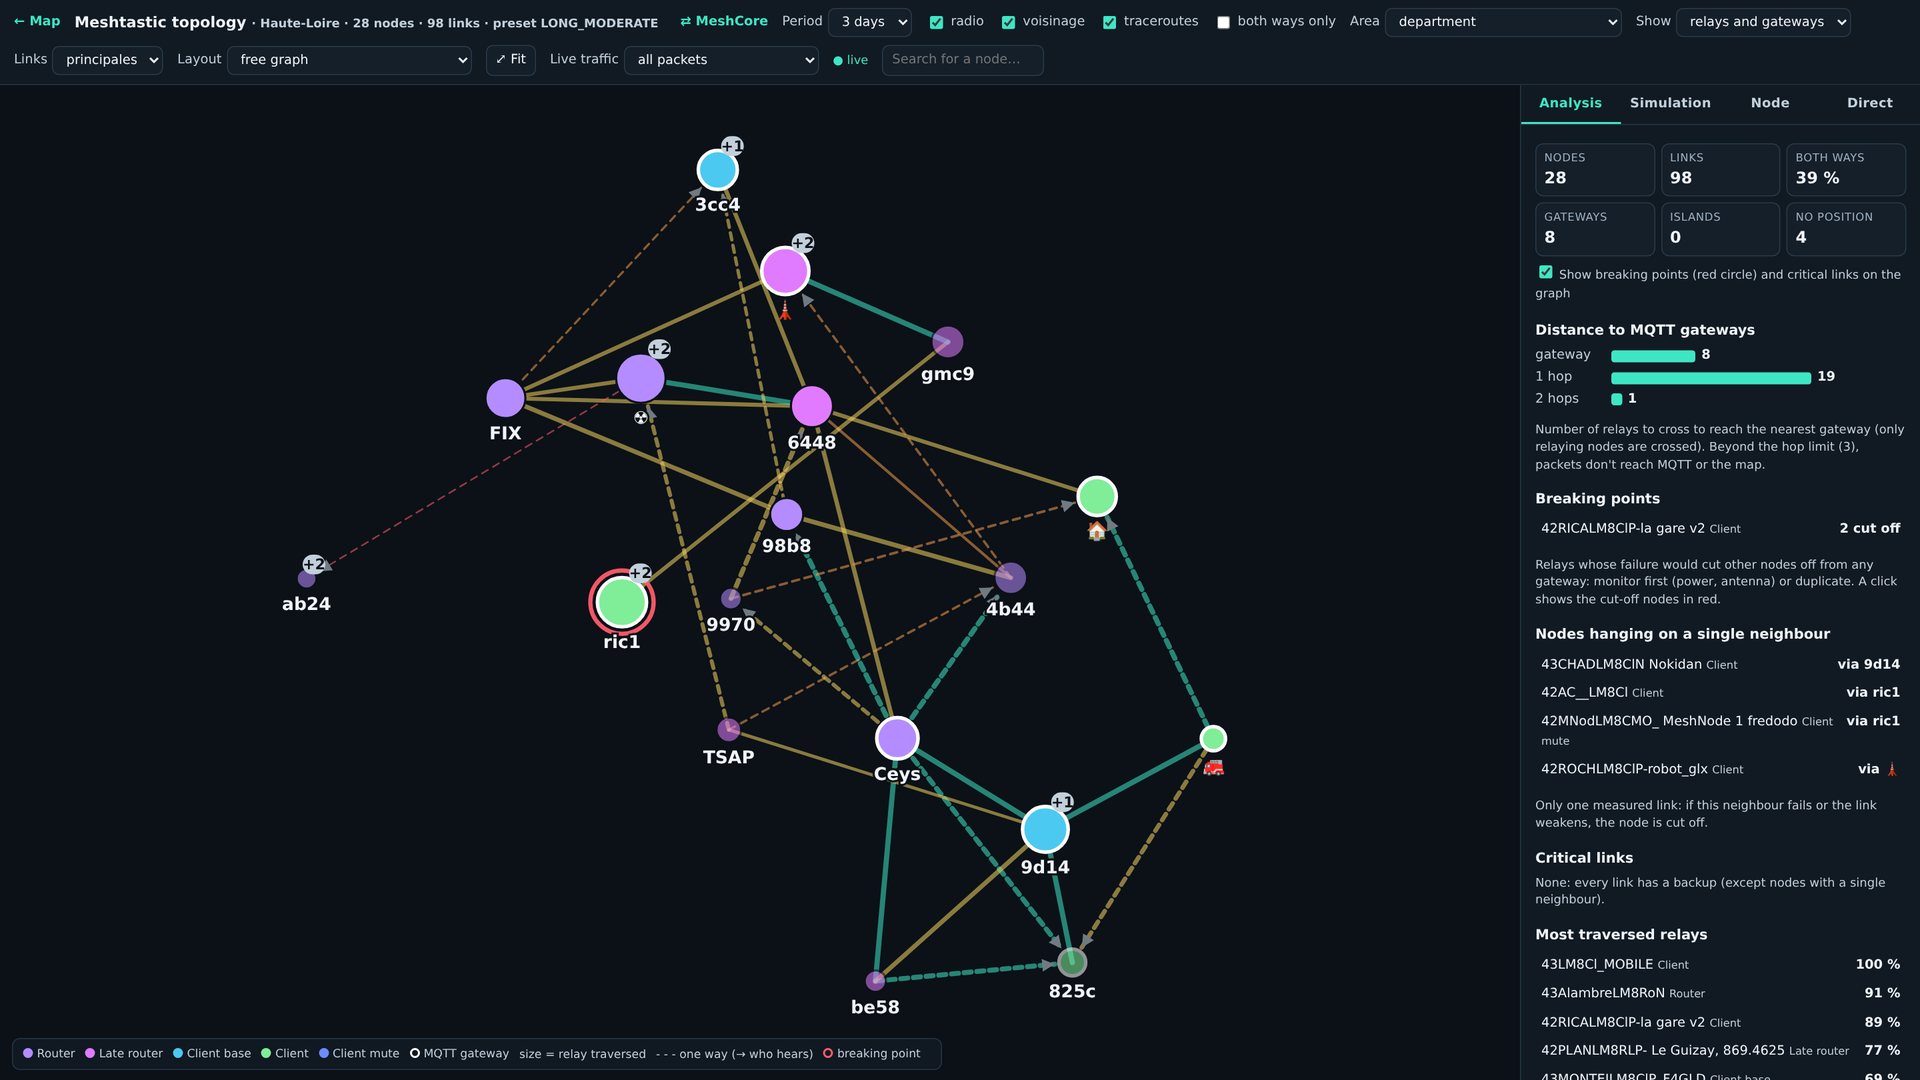 ← Map Meshtastic topology · Haute-Loire · 28 nodes · 98 links · preset LONG_MODERATE ⇄ MeshCore Period 3 days radio voisinage traceroutes both ways only Area department Show relays and gateways
Links principales Layout free graph ⤢ Fit Live traffic all packets live Search for a node...
Analysis Simulation Node Direct
NODES LINKS BOTH WAYS
28 98 39 %
GATEWAYS ISLANDS NO POSITION
8 0 4
Show breaking points (red circle) and critical links on the
graph
Distance to MQTT gateways
gateway 8
1 hop 19
2 hops 1
Number of relays to cross to reach the nearest gateway (only
relaying nodes are crossed). Beyond the hop limit (3),
packets don't reach MQTT or the map.
Breaking points
42RICALM8ClP-la gare v2 Client 2 cut off
Relays whose failure would cut other nodes off from any
gateway: monitor first (power, antenna) or duplicate. A click
shows the cut-off nodes in red.
Nodes hanging on a single neighbour
43CHADLM8ClN Nokidan Client via 9d14
42AC__LM8Cl Client via ric1
42MNodLM8CMO_ MeshNode 1 fredodo Client via ric1
mute
42ROCHLM8ClP-robot_glx Client via 🗼
Only one measured link: if this neighbour fails or the link
weakens, the node is cut off.
Critical links
None: every link has a backup (except nodes with a single
neighbour).
Most traversed relays
43LM8Cl_MOBILE Client 100 %
43AlambreLM8RoN Router 91 %
42RICALM8ClP-la gare v2 Client 89 %
42PLANLM8RLP- Le Guizay, 869.4625 Late router 77 %
43MONTFILM8ClP_F4GLD Client base 69 %
+1
3cc4
+2
🗼
gmc9
+2
☢
FIX
6448
98b8
🏠
+2
ab24
+2
ric1
9970
4b44
TSAP
Ceys
🚒
+1
9d14
825c
be58
Router Late router Client base Client Client mute MQTT gateway size = relay traversed - - - one way (→ who hears) breaking point